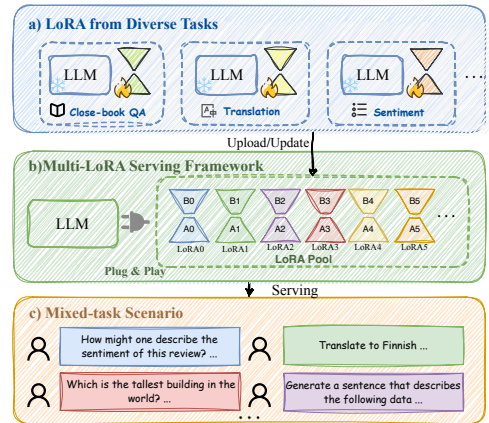 a) LoRA from Diverse Tasks
LLM
LLM
LLM
...
Close-book QA
Translation
Sentiment
Upload/Update
b)Multi-LoRA Serving Framework
LLM
B0 B1 B2 B3 B4 B5
...
A0 A1 A2 A3 A4 A5
LoRA0 LoRA1 LoRA2 LoRA3 LoRA4 LoRA5
LoRA Pool
Plug & Play
Serving
c) Mixed-task Scenario
How might one describe the
sentiment of this review? ...
Translate to Finnish ...
Which is the tallest building in the
world? ...
Generate a sentence that describes
the following data ...
...